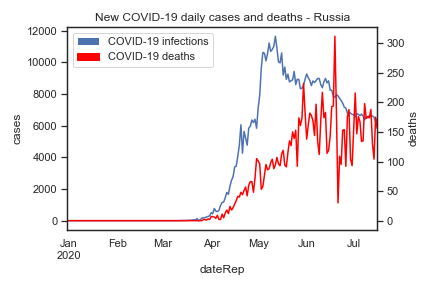 New COVID-19 daily cases and deaths - Russia
COVID-19 infections
COVID-19 deaths
12000
10000
8000
6000
4000
2000
0
cases
300
250
200
150
100
50
0
deaths
Jan Feb Mar Apr May Jun Jul
2020
dateRep